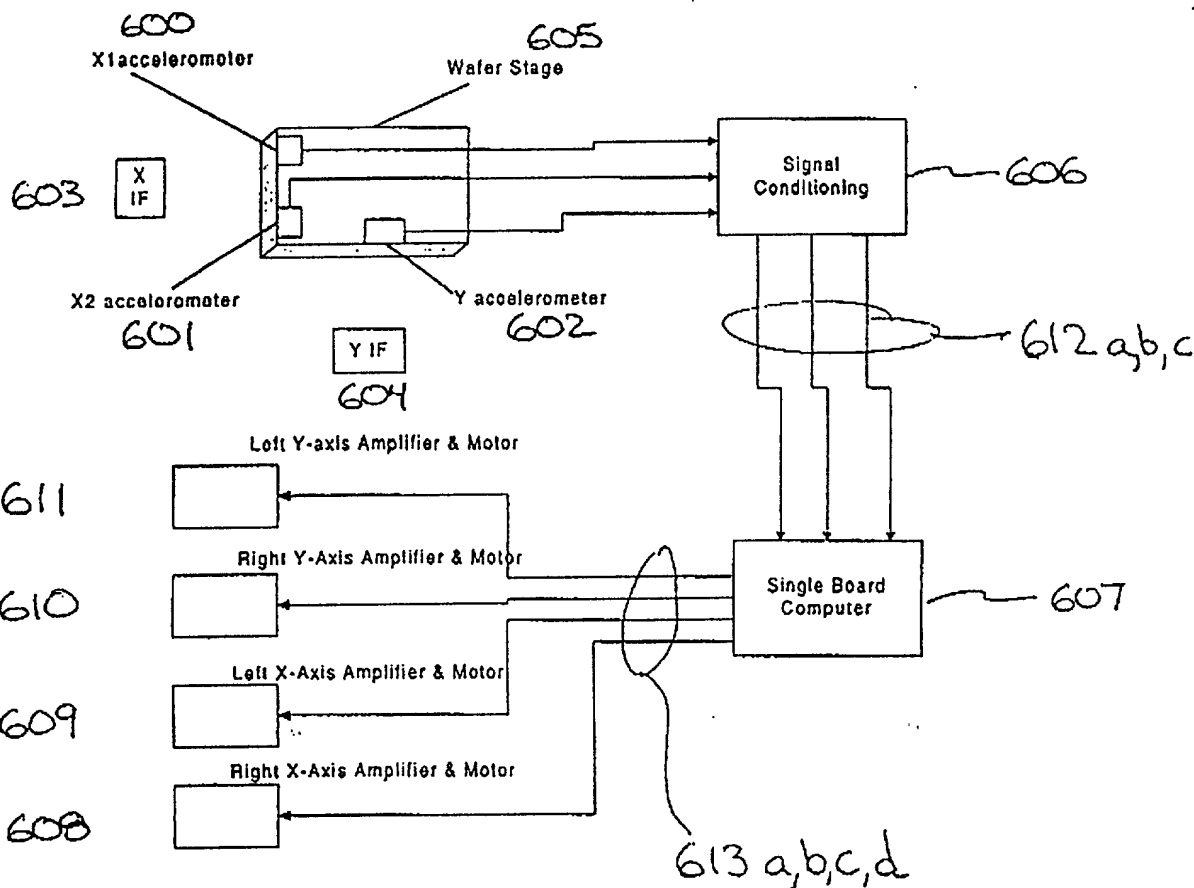 600
X1accelerometer
605
Wafer Stage
603
X
IF
Signal
Conditioning
606
X2 accelerometer
601
Y accelerometer
602
Y IF
604
612 a,b,c
Left Y-axis Amplifier & Motor
611
Right Y-Axis Amplifier & Motor
610
Single Board
Computer
607
Left X-Axis Amplifier & Motor
609
Right X-Axis Amplifier & Motor
608
613 a,b,c,d